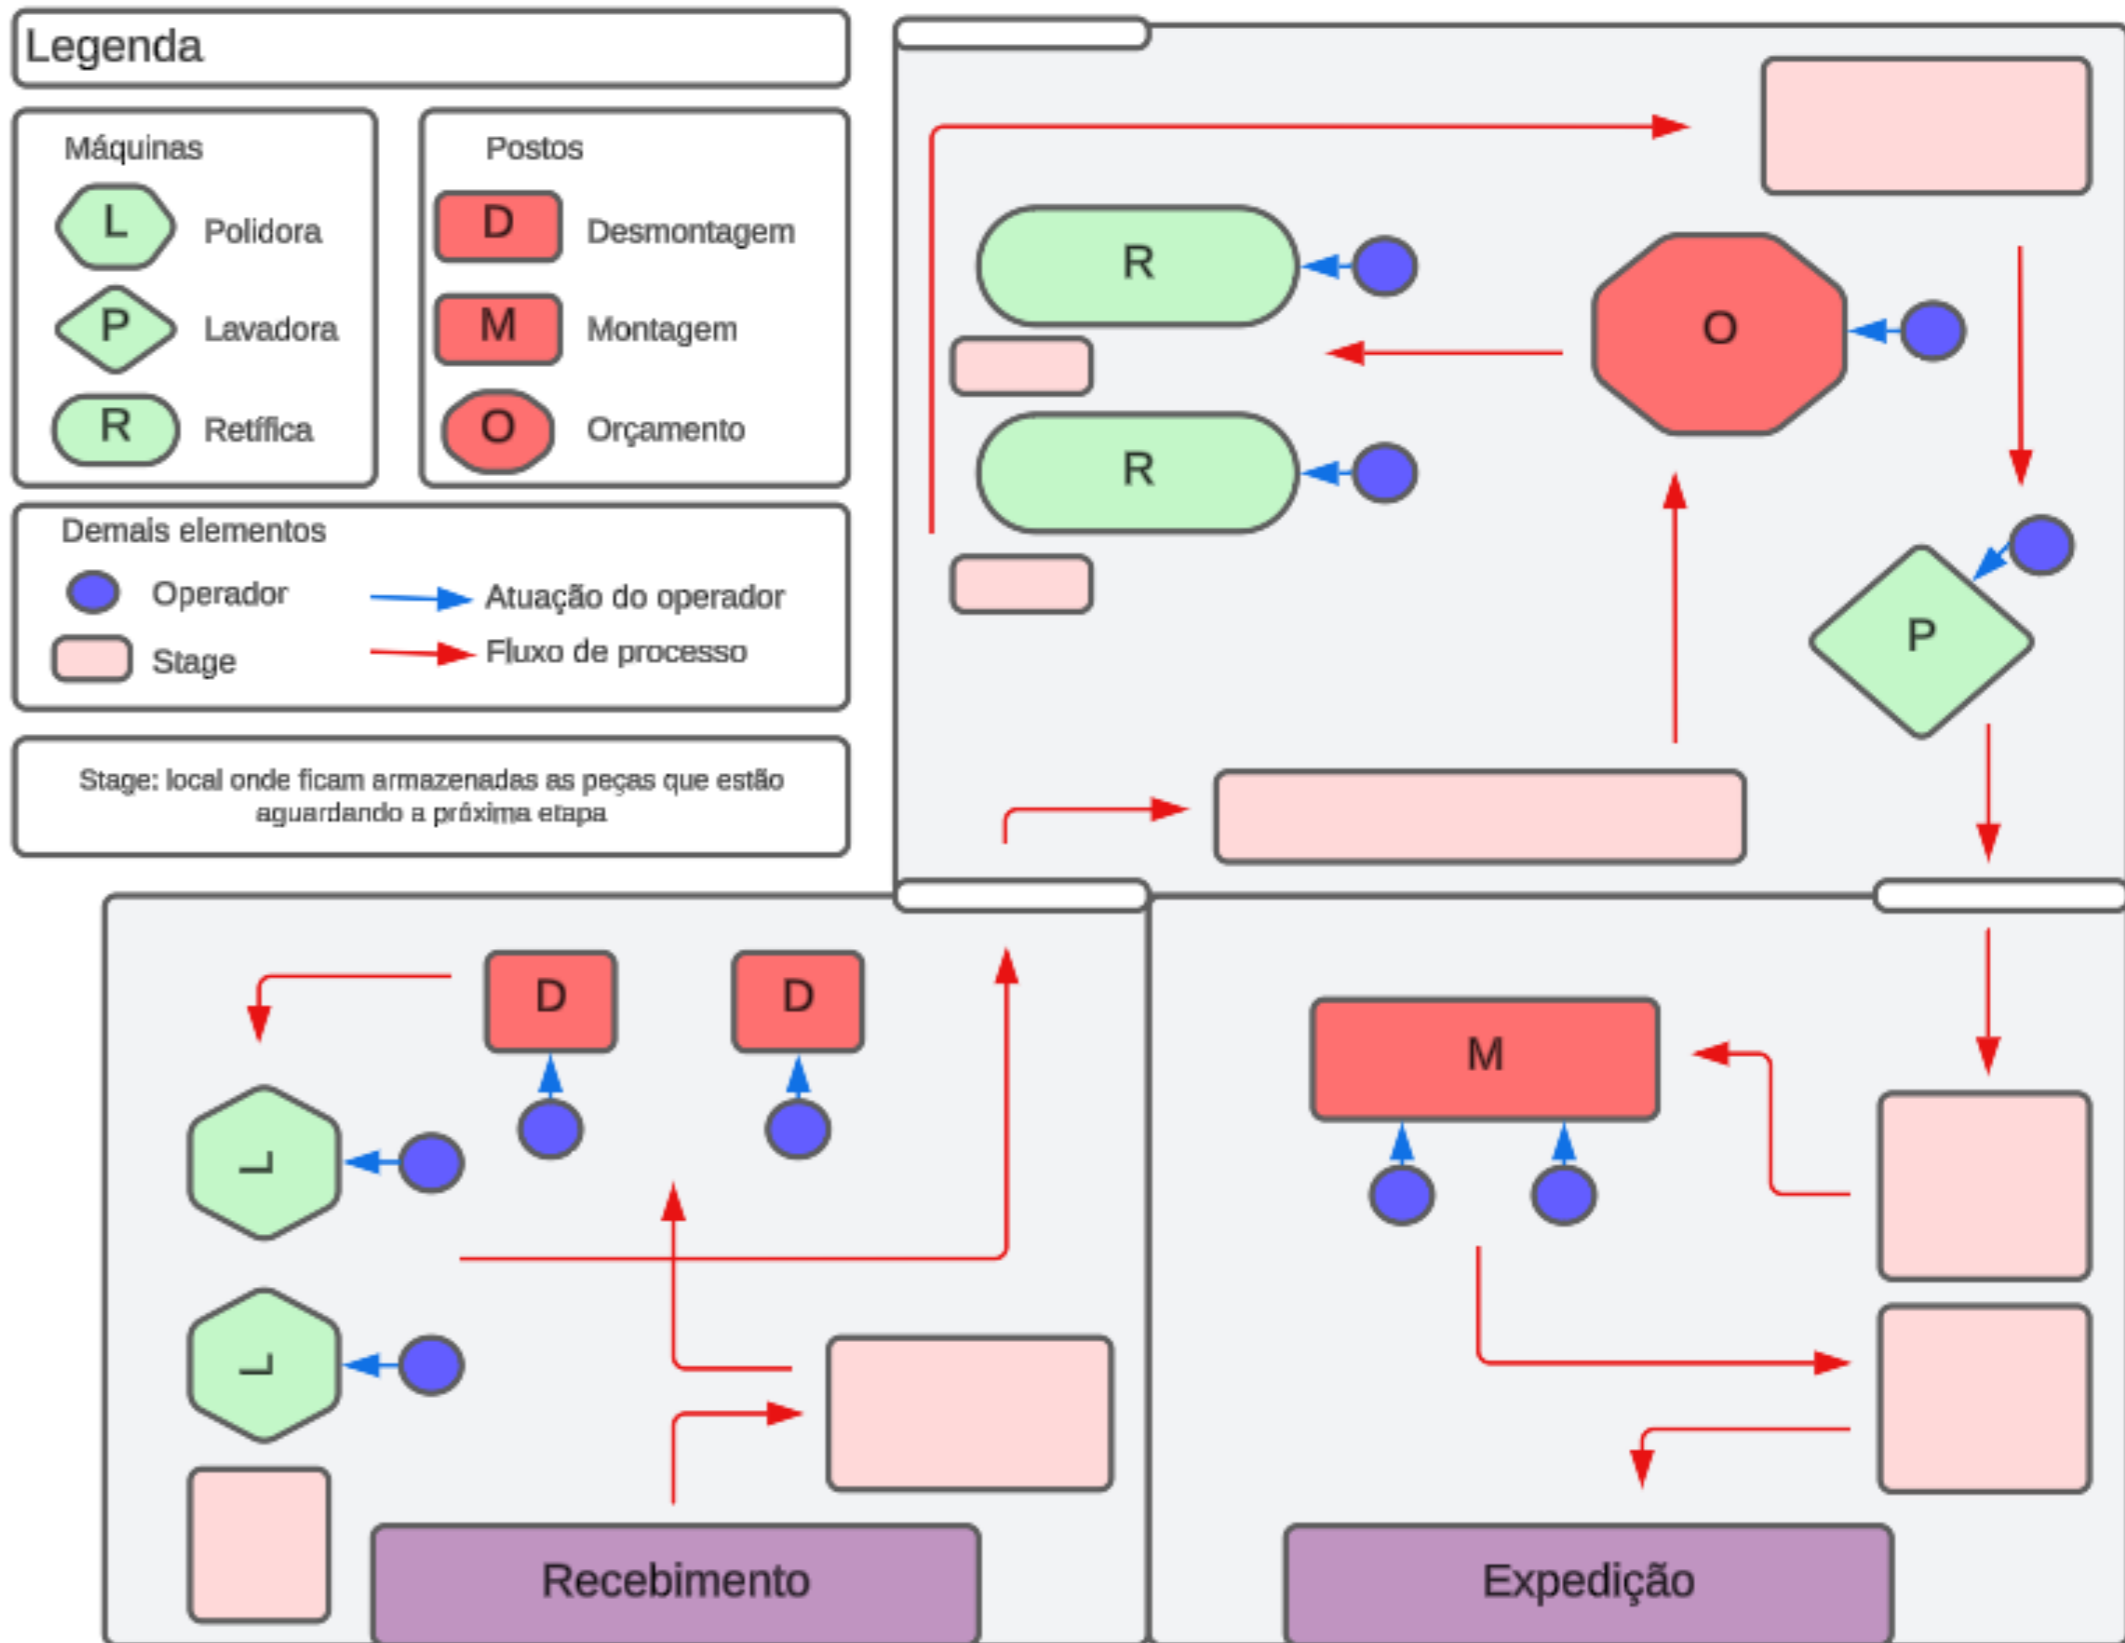 Legenda
Máquinas
L Polidora
P Lavadora
R Retífica
Postos
D Desmontagem
M Montagem
O Orçamento
Demais elementos
Operador
Atuação do operador
Stage
Fluxo de processo
Stage: local onde ficam armazenadas as peças que estão
aguardando a próxima etapa
R
O
R
P
D
D
M
L
L
Recebimento
Expedição